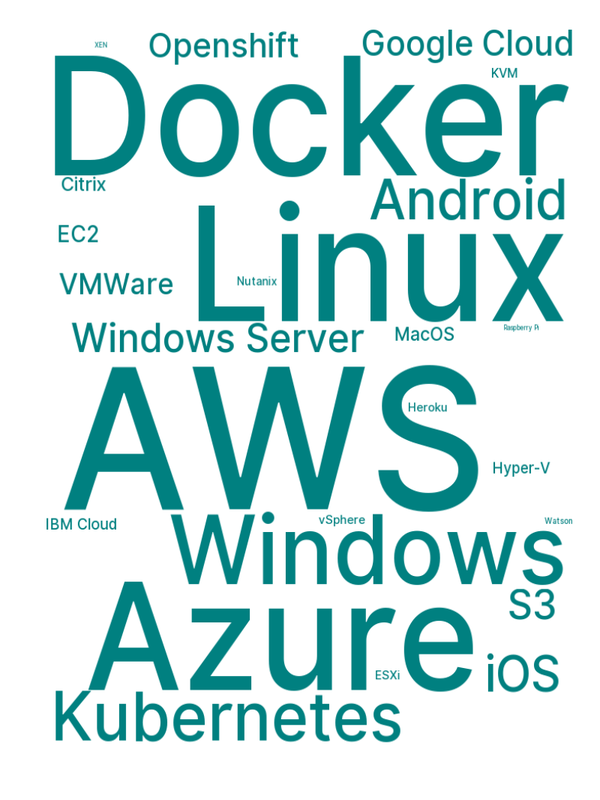 XEN
Openshift
Google Cloud
KVM
Docker
Citrix
Android
EC2
Linux
VMWare
Nutanix
Raspberry Pi
Windows Server
MacOS
AWS
Heroku
Hyper-V
IBM Cloud
vSphere
Watson
Windows
S3
Azure
ESXi
iOS
Kubernetes